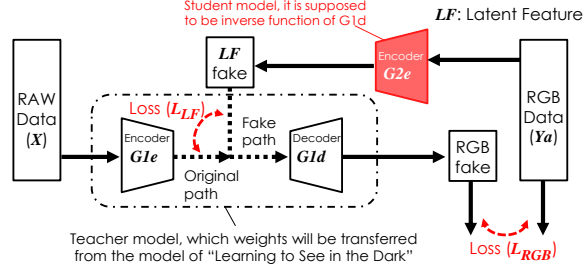 Student model, it is supposed
to be inverse function of G1d
LF: Latent Feature
LF
fake
Encoder
G2e
RAW
Data
(X)
Loss (LLF)
Encoder
G1e
Fake
path
Original
path
Decoder
G1d
RGB
fake
RGB
Data
(Ya)
Loss (LRGB)
Teacher model, which weights will be transferred
from the model of “Learning to See in the Dark”